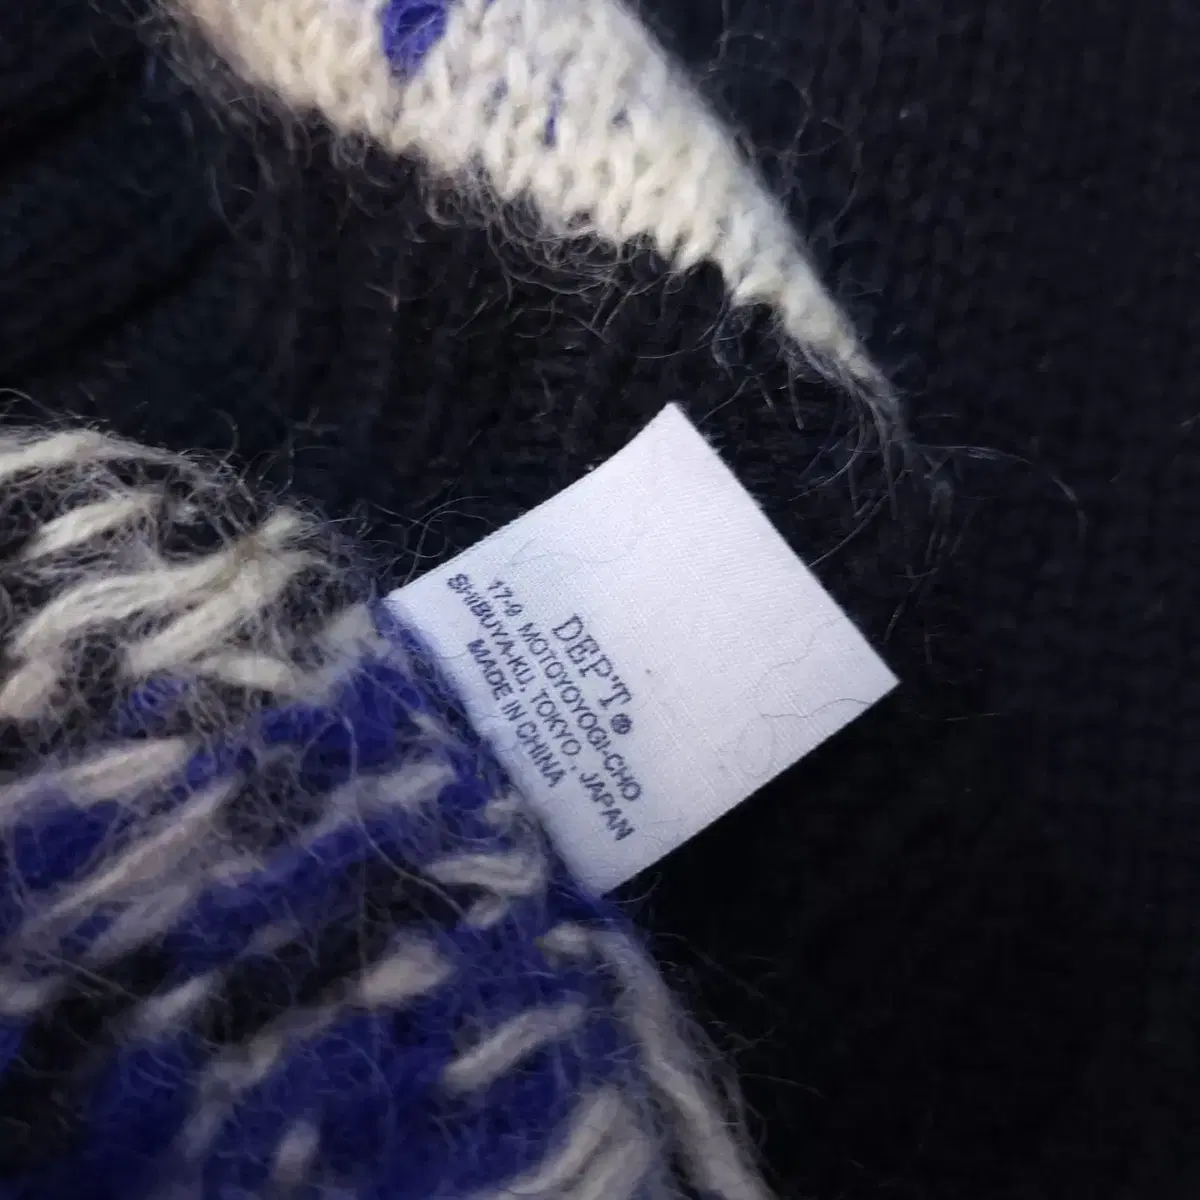 DEP'T®
17-9 MOTOYOYOGI-CHO
SHIBUYA-KU, TOKYO, JAPAN
MADE IN CHINA